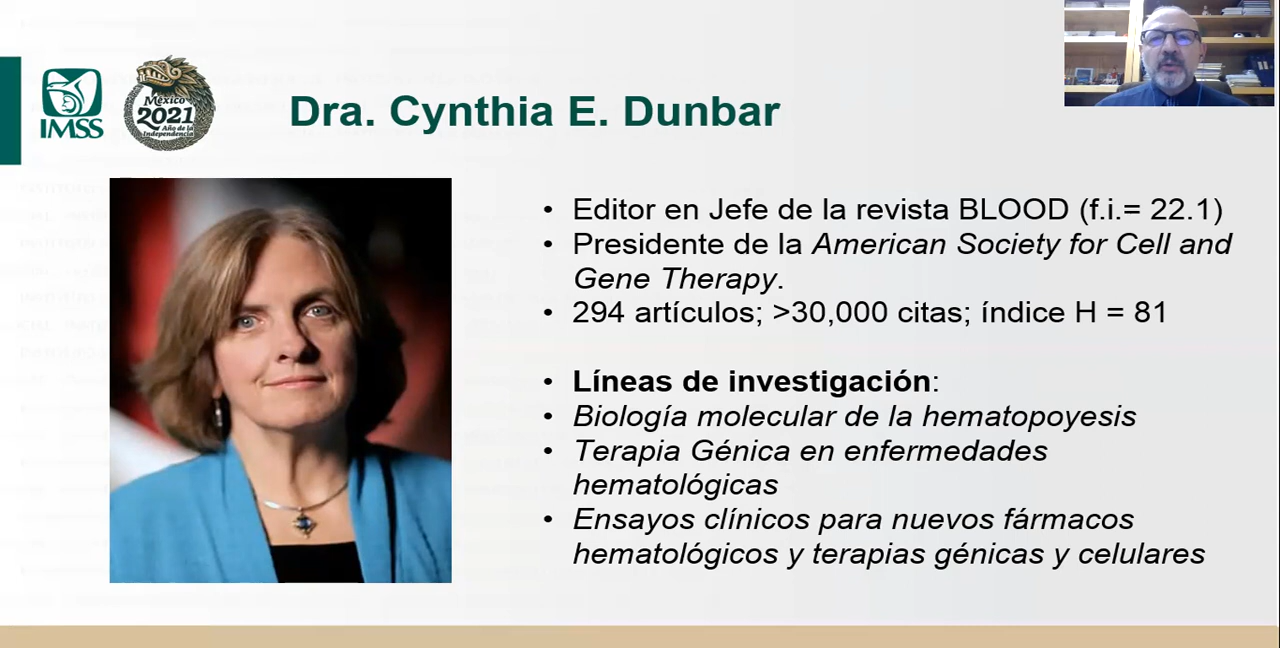 Dra. Cynthia E. Dunbar
IMSS
México
2021
Año de la
Independencia
• Editor en Jefe de la revista BLOOD (f.i.= 22.1)
• Presidente de la American Society for Cell and
Gene Therapy.
• 294 artículos; >30,000 citas; índice H = 81
• Líneas de investigación:
• Biología molecular de la hematopoyesis
• Terapia Génica en enfermedades
hematológicas
• Ensayos clínicos para nuevos fármacos
hematológicos y terapias génicas y celulares